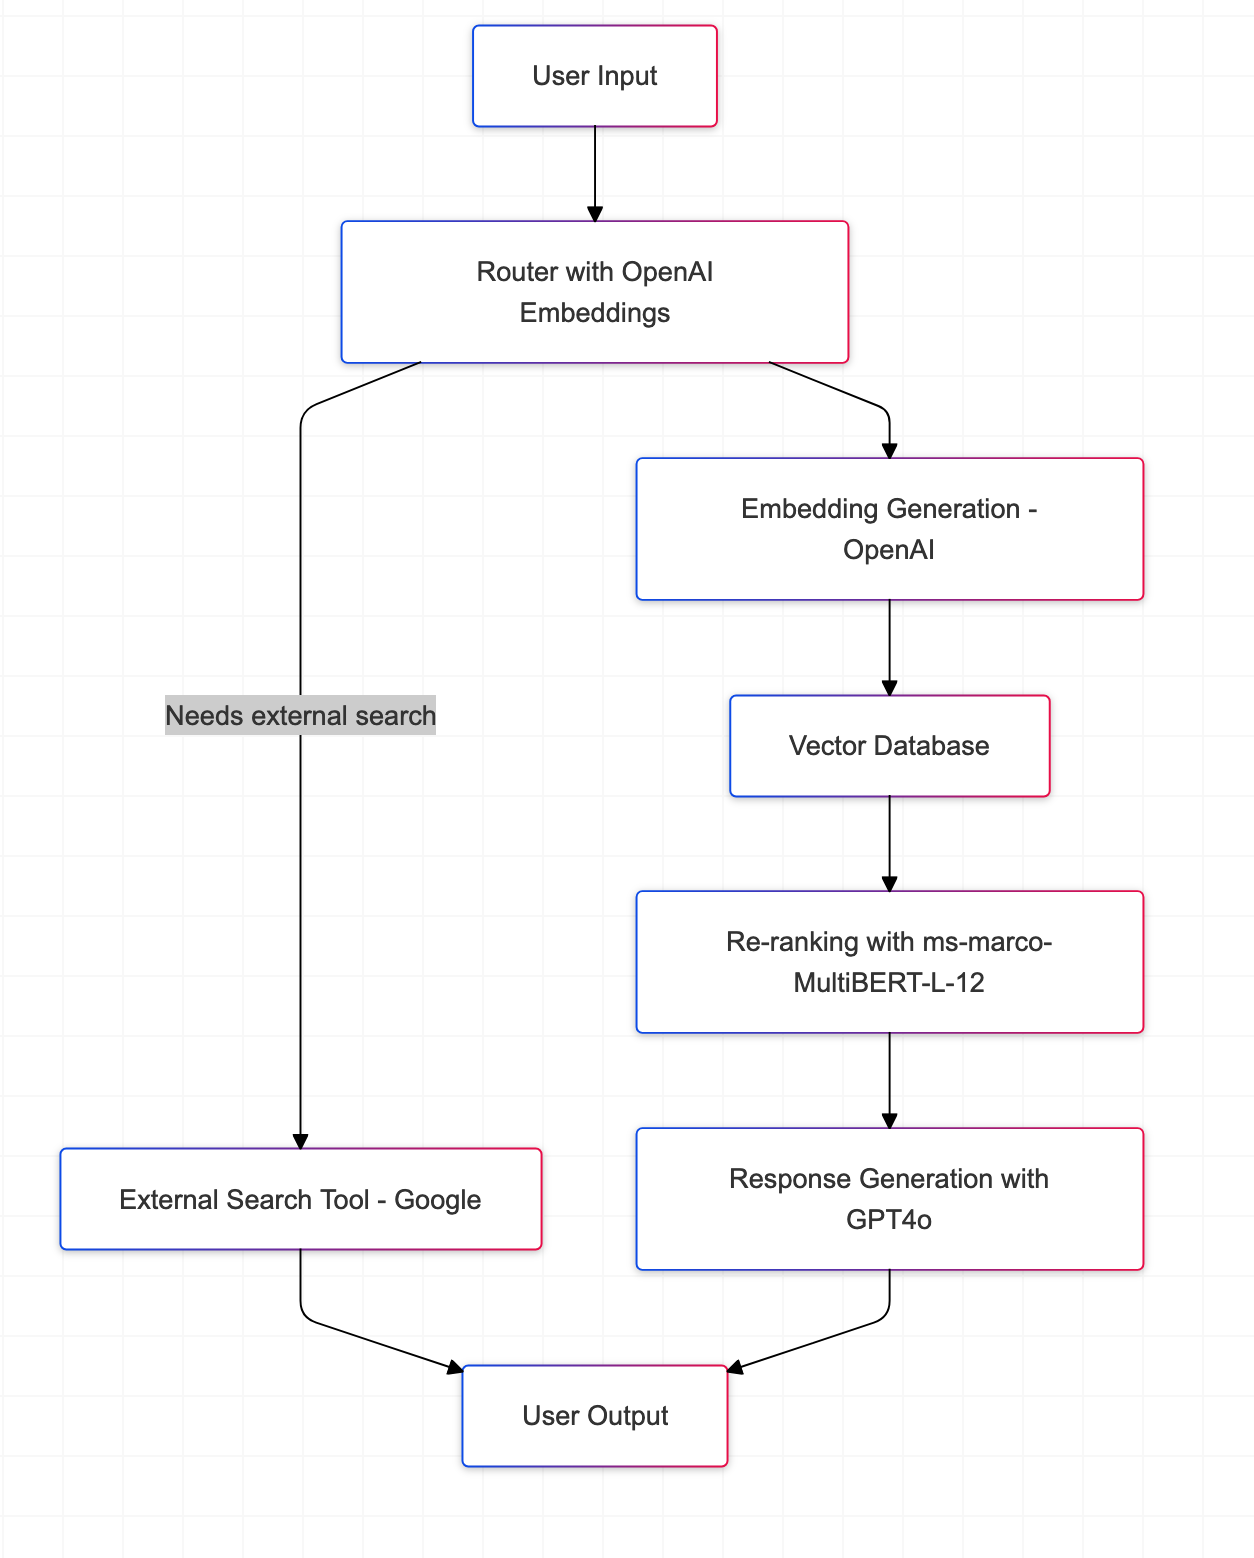 User Input
Router with OpenAI
Embeddings
Embedding Generation -
OpenAI
Needs external search
Vector Database
Re-ranking with ms-marco-
MultiBERT-L-12
External Search Tool - Google
Response Generation with
GPT4o
User Output